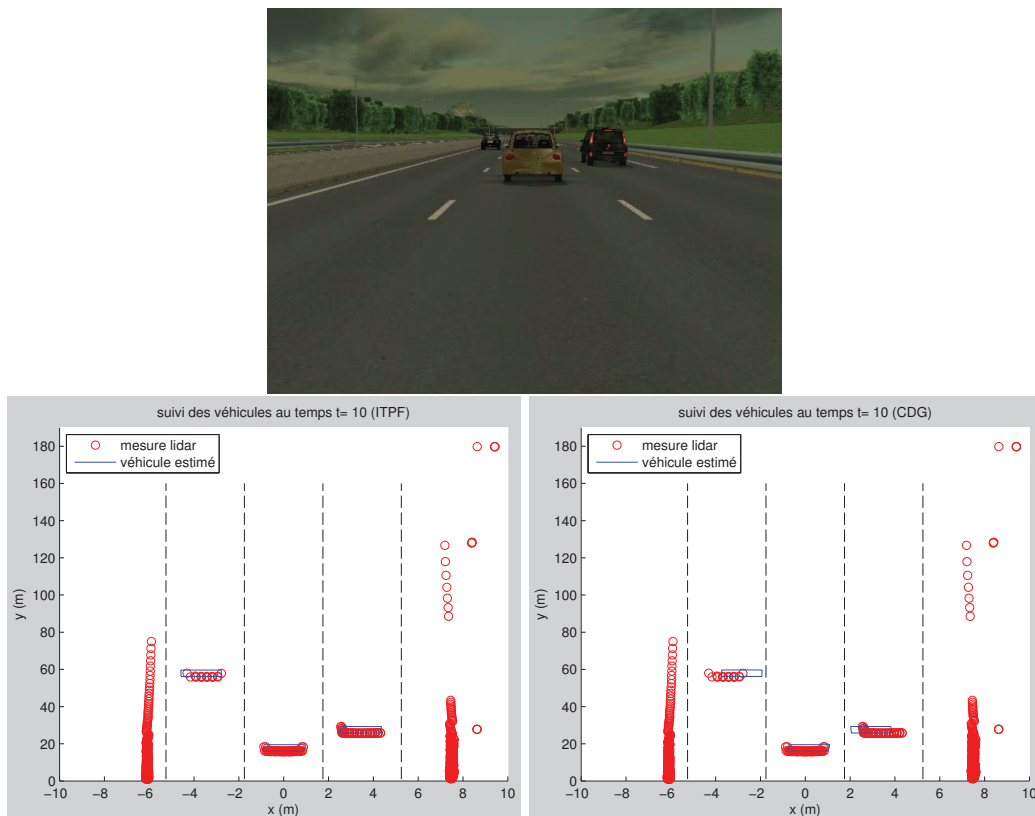 suivi des véhicules au temps t= 10 (ITPF)
mesure lidar
véhicule estimé
180
160
140
120
100
80
60
40
20
0
y (m)
−10 −8 −6 −4 −2 0 2 4 6 8 10
x (m)
suivi des véhicules au temps t= 10 (CDG)
mesure lidar
véhicule estimé
180
160
140
120
100
80
60
40
20
0
y (m)
−10 −8 −6 −4 −2 0 2 4 6 8 10
x (m)